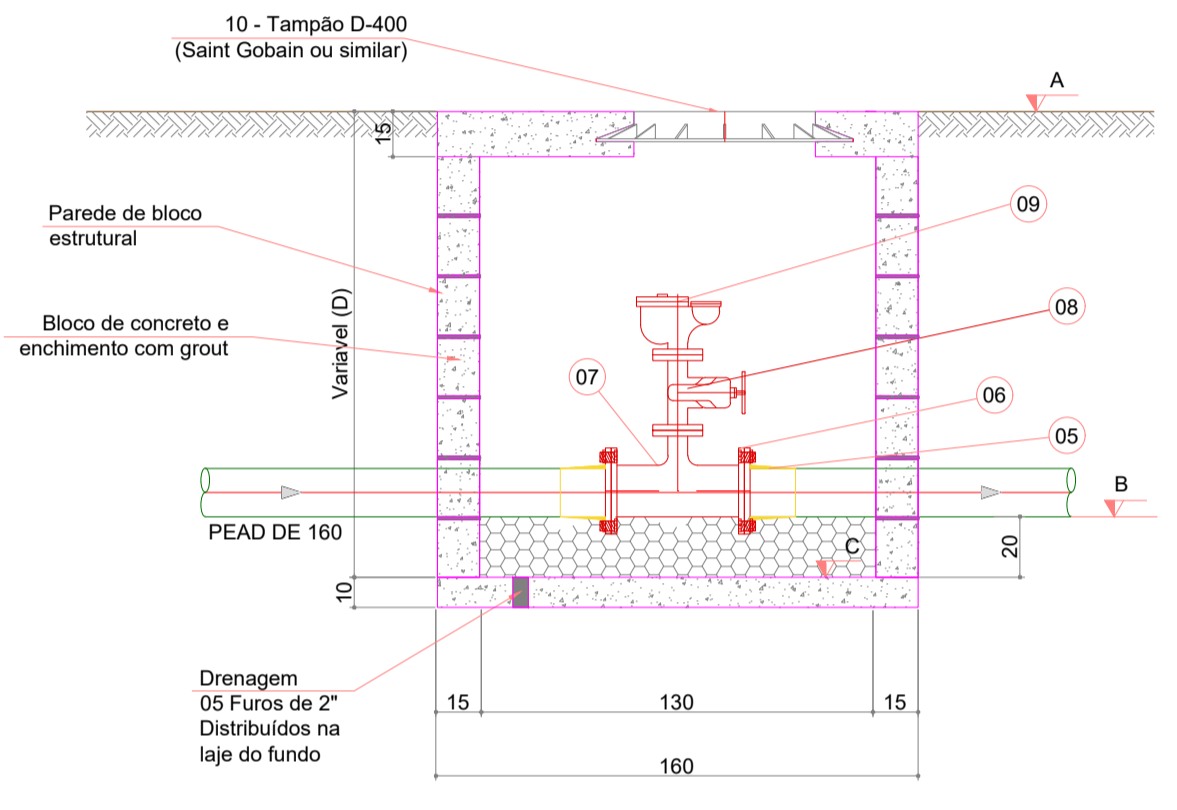 10 - Tampão D-400
(Saint Gobain ou similar)
A
15
09
Parede de bloco
estrutural
Variavel (D)
08
Bloco de concreto e
enchimento com grout
07
06
05
B
PEAD DE 160
C
20
10
Drenagem
05 Furos de 2"
Distribuídos na
laje do fundo
15
130
15
160